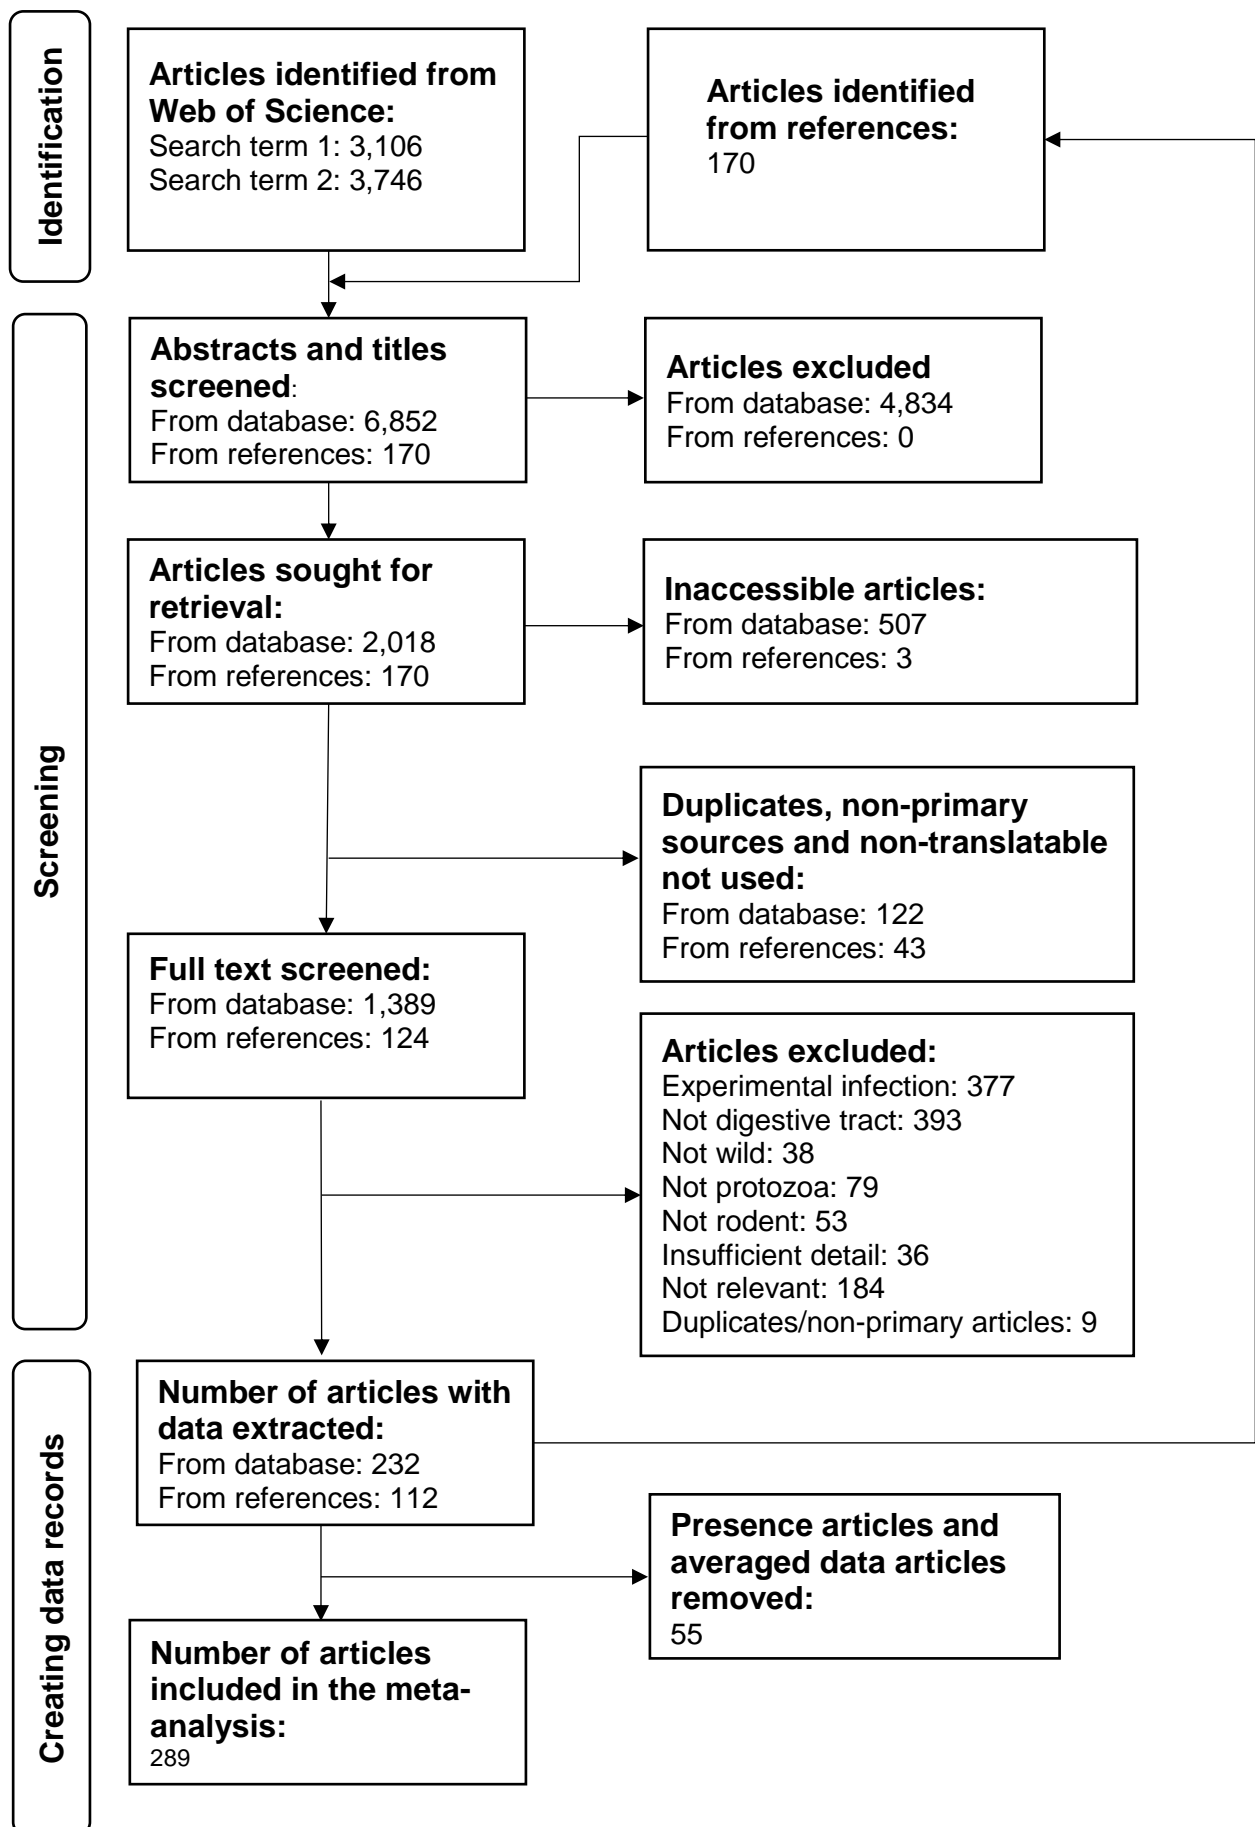 Identification
Articles identified from
Web of Science:
Search term 1: 3,106
Search term 2: 3,746
Articles identified
from references:
170
Screening
Abstracts and titles
screened:
From database: 6,852
From references: 170
Articles excluded
From database: 4,834
From references: 0
Articles sought for
retrieval:
From database: 2,018
From references: 170
Inaccessible articles:
From database: 507
From references: 3
Duplicates, non-primary
sources and non-translatable
not used:
From database: 122
From references: 43
Full text screened:
From database: 1,389
From references: 124
Articles excluded:
Experimental infection: 377
Not digestive tract: 393
Not wild: 38
Not protozoa: 79
Not rodent: 53
Insufficient detail: 36
Not relevant: 184
Duplicates/non-primary articles: 9
Creating data records
Number of articles with
data extracted:
From database: 232
From references: 112
Presence articles and
averaged data articles
removed:
55
Number of articles
included in the meta-
analysis:
289